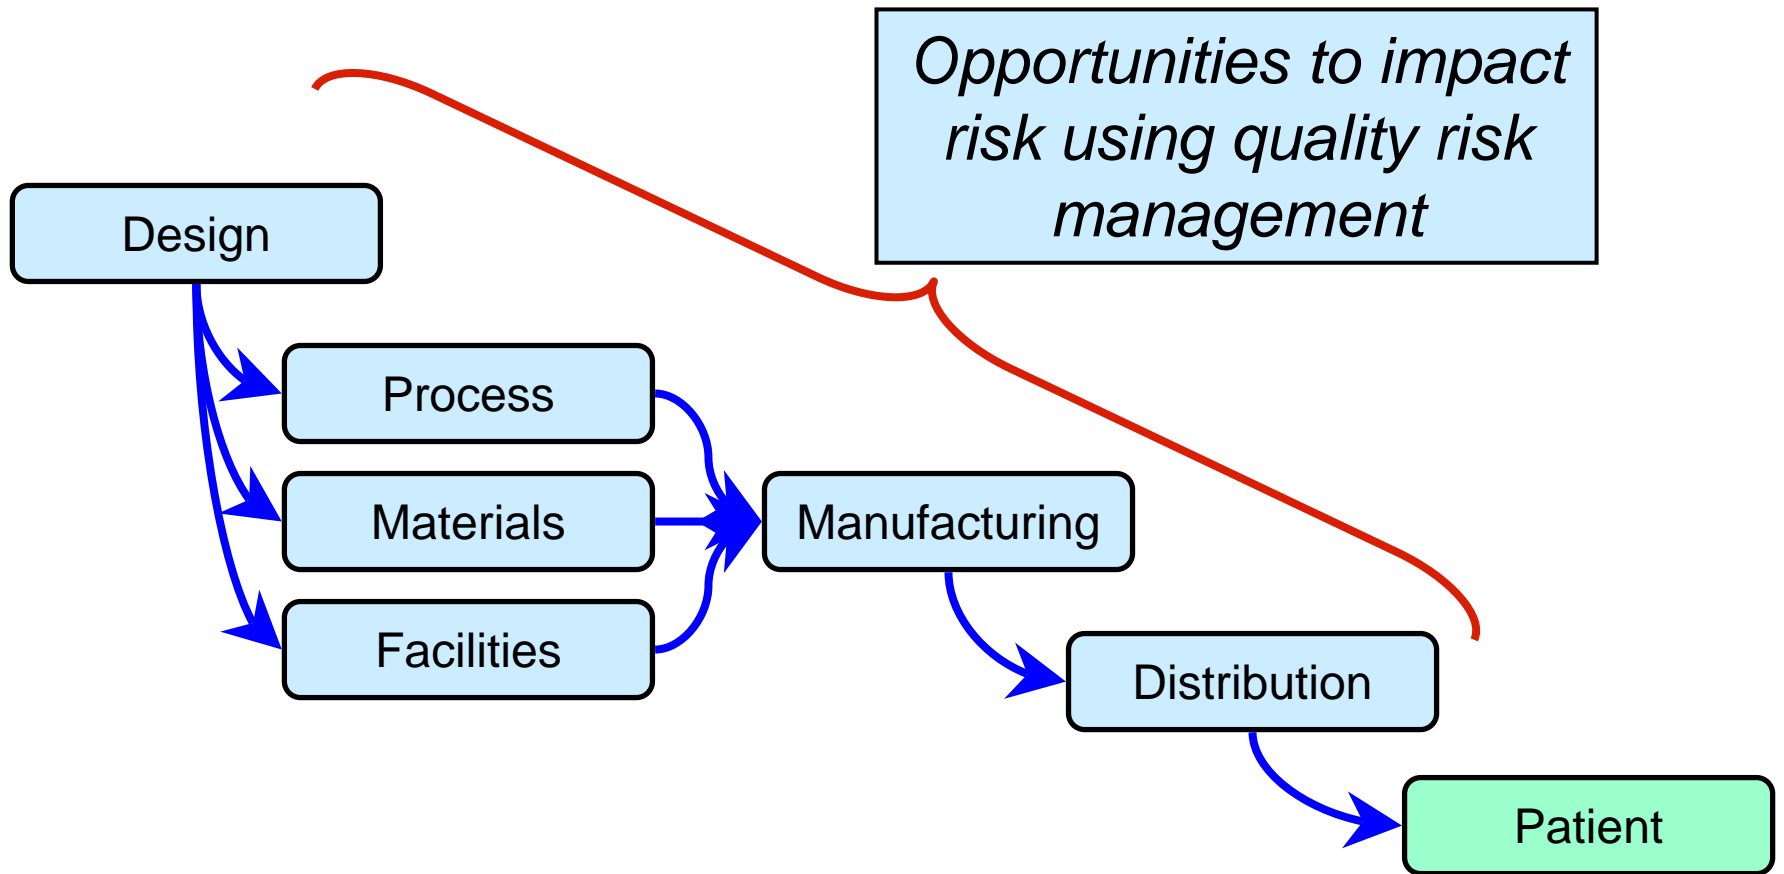 Opportunities to impact
risk using quality risk
management
Design
Process
Materials
Manufacturing
Facilities
Distribution
Patient